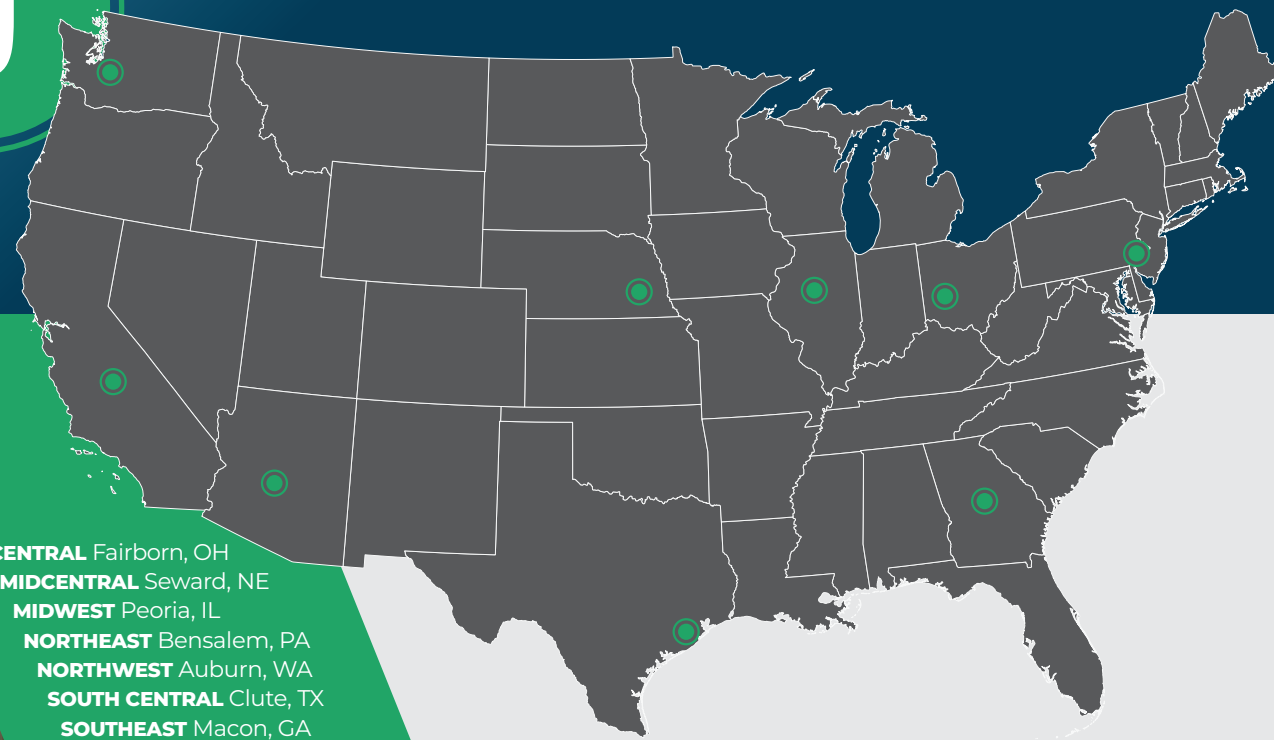 CENTRAL Fairborn, OH
MIDCENTRAL Seward, NE
MIDWEST Peoria, IL
NORTHEAST Bensalem, PA
NORTHWEST Auburn, WA
SOUTH CENTRAL Clute, TX
SOUTHEAST Macon, GA